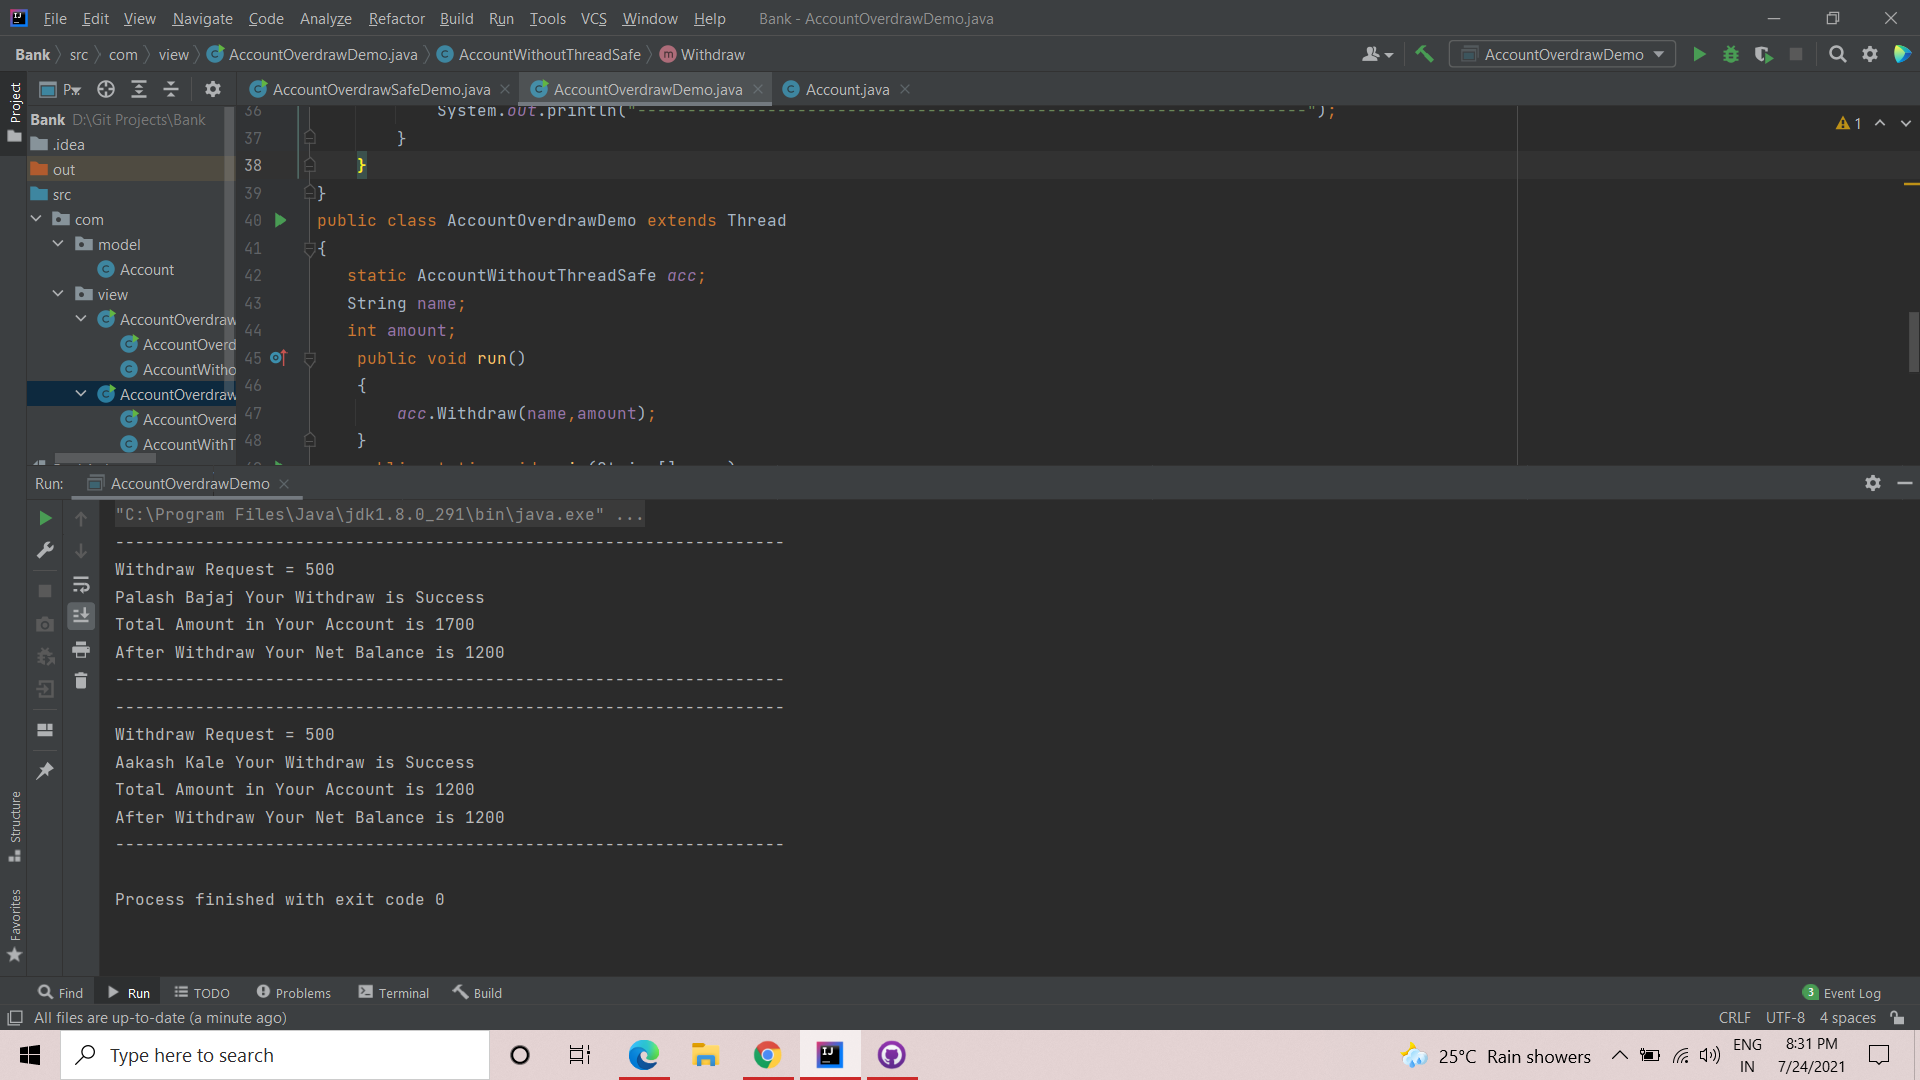 File Edit View Navigate Code Analyze Refactor Build Run Tools VCS Window Help Bank - AccountOverdrawDemo.java
Bank src com view AccountOverdrawDemo.java AccountWithoutThreadSafe Withdraw AccountOverdrawDemo
Project
P AccountOverdrawSafeDemo.java AccountOverdrawDemo.java Account.java
Bank D:\Git Projects\Bank
.idea
out
src
com
model
Account
view
AccountOverdraw
AccountOverd
AccountWitho
AccountOverdraw
AccountOverd
AccountWithT
36 System.out.println("-------------------------------------------------------------------");
37 }
38 }
39 }
40 public class AccountOverdrawDemo extends Thread
41 {
42 static AccountWithoutThreadSafe acc;
43 String name;
44 int amount;
45 public void run()
46 {
47 acc.Withdraw(name,amount);
48 }
1
Run: AccountOverdrawDemo
"C:\Program Files\Java\jdk1.8.0_291\bin\java.exe" ...
-------------------------------------------------------------------
Withdraw Request = 500
Palash Bajaj Your Withdraw is Success
Total Amount in Your Account is 1700
After Withdraw Your Net Balance is 1200
-------------------------------------------------------------------
-------------------------------------------------------------------
Withdraw Request = 500
Aakash Kale Your Withdraw is Success
Total Amount in Your Account is 1200
After Withdraw Your Net Balance is 1200
-------------------------------------------------------------------
Process finished with exit code 0
Structure
Favorites
Find Run TODO Problems Terminal Build 3 Event Log
All files are up-to-date (a minute ago) CRLF UTF-8 4 spaces
Type here to search 25°C Rain showers ENG IN 8:31 PM 7/24/2021